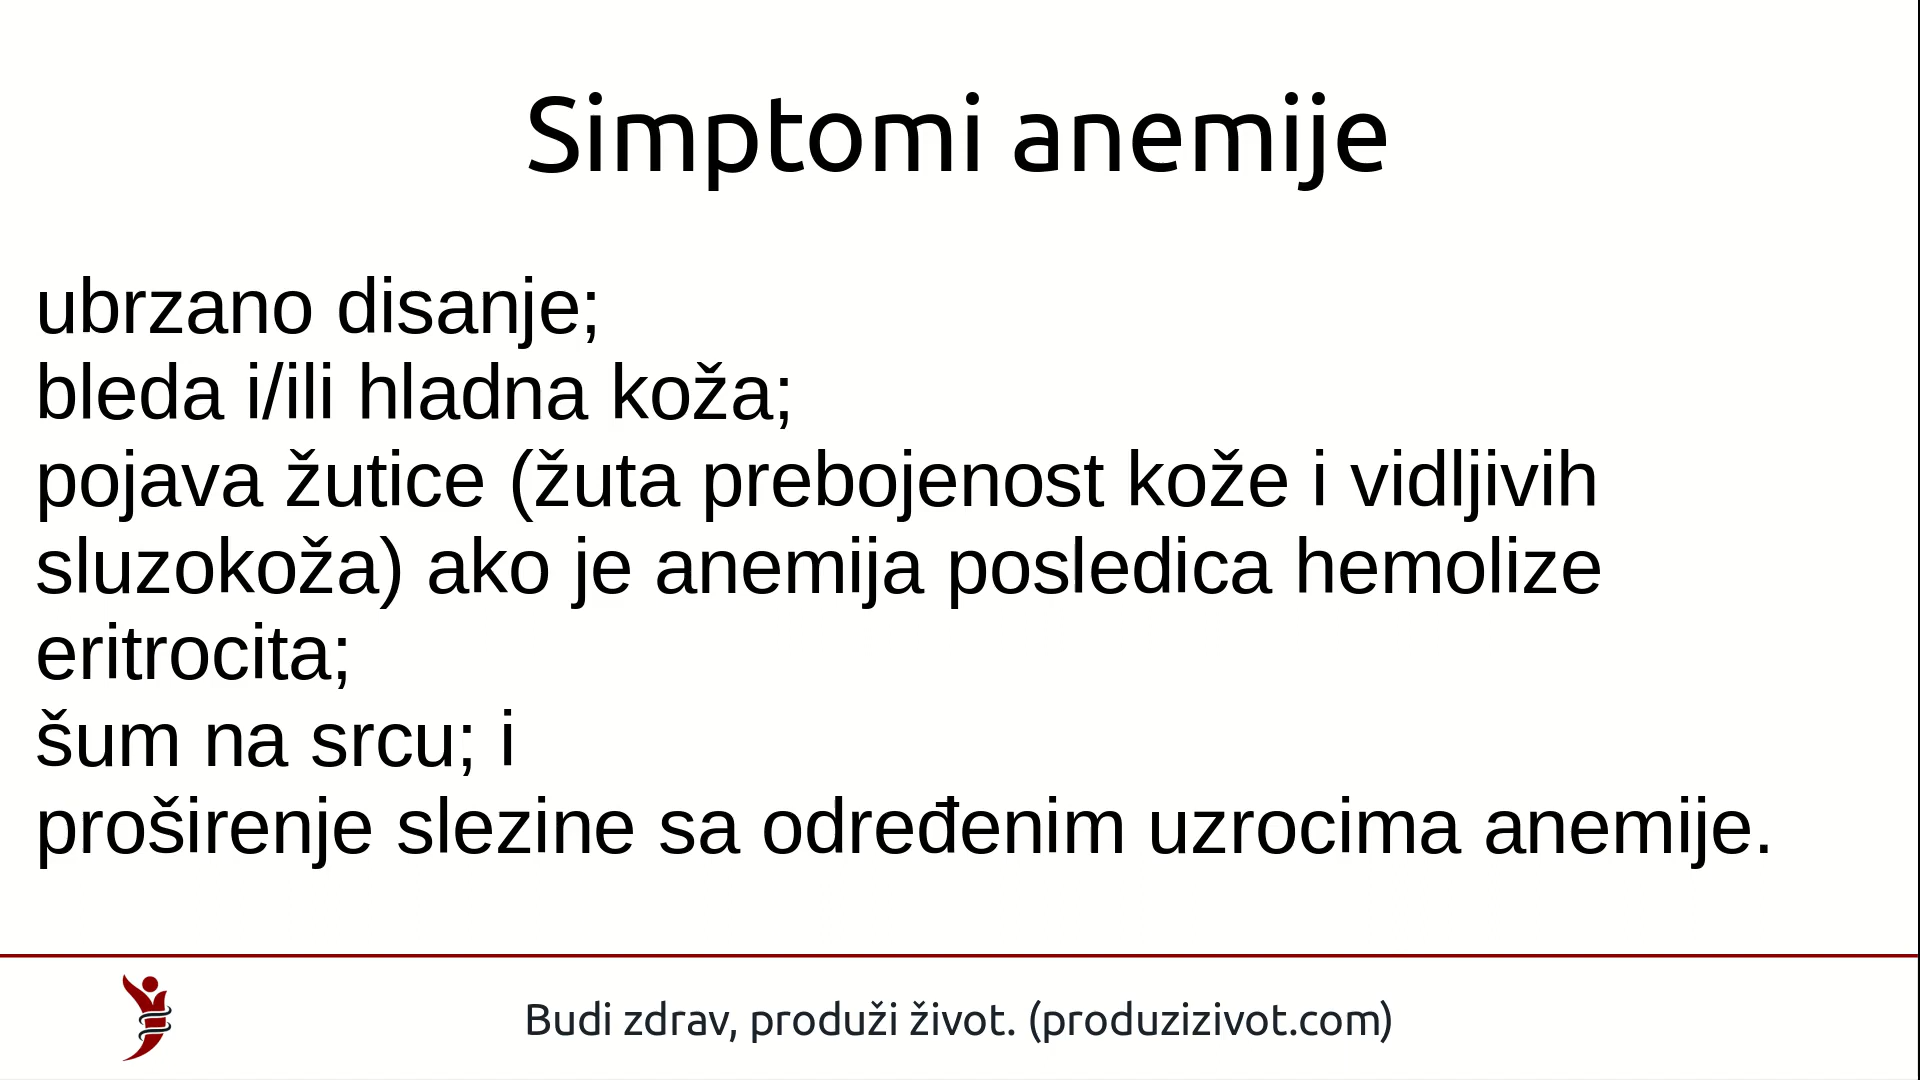 Simptomi anemije
ubrzano disanje;
bleda i/ili hladna koža;
pojava žutice (žuta prebojenost kože i vidljivih
sluzokoža) ako je anemija posledica hemolize
eritrocita;
šum na srcu; i
proširenje slezine sa određenim uzrocima anemije.
Budi zdrav, produži život. (produzizivot.com)